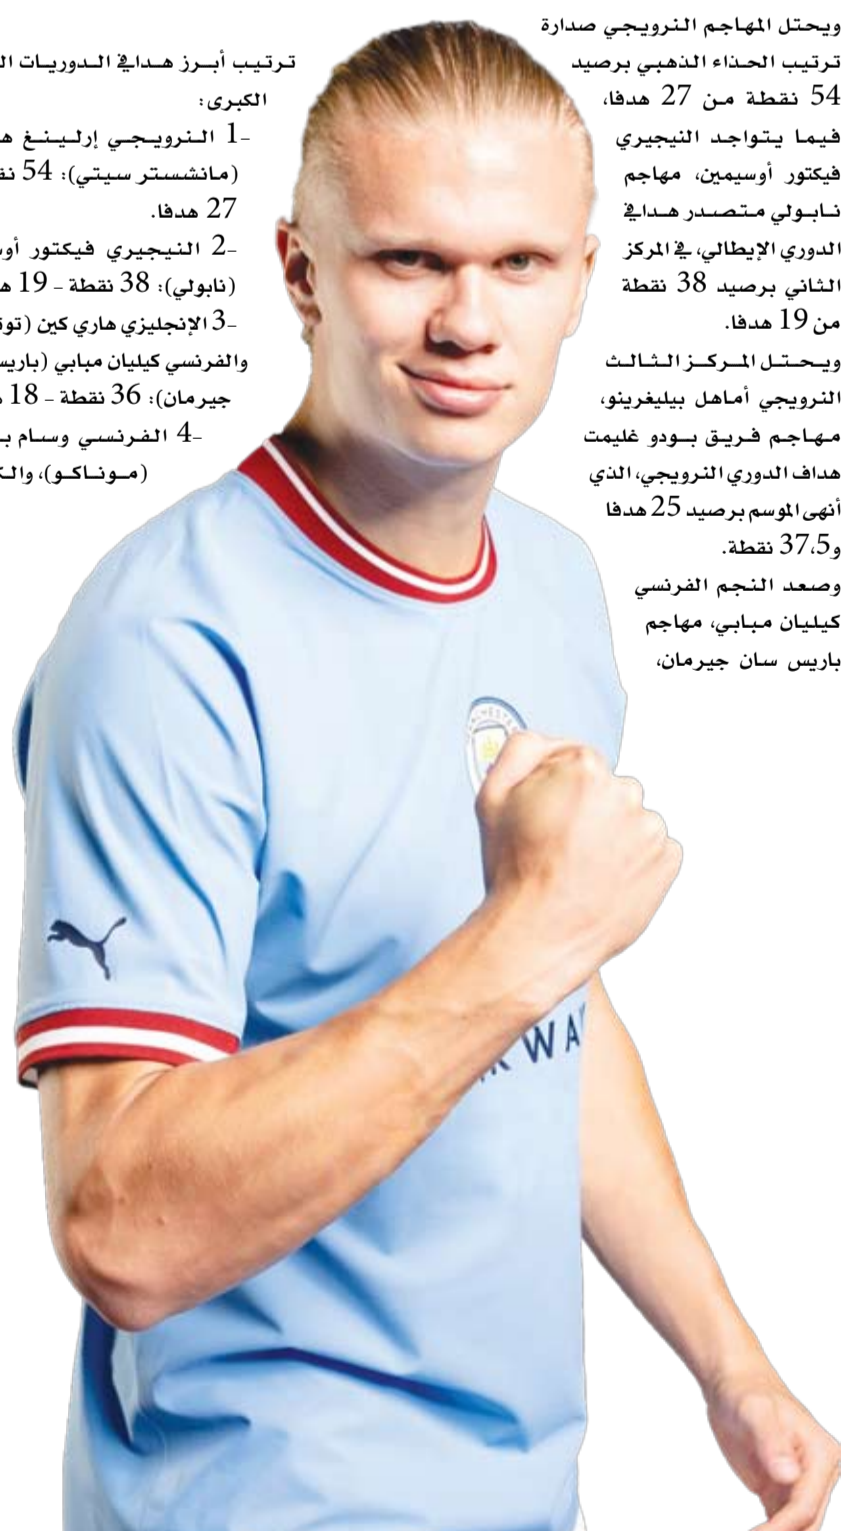 ويحتل المهاجم النرويجي صدارة
ترتيب الحذاء الذهبي برصيد
54 نقطة من 27 هدفا،
فيما يتواجد النيجيري
فيكتور أوسيمين، مهاجم
نابولي متصدر هدافي
الدوري الإيطالي، في المركز
الثاني برصيد 38 نقطة
من 19 هدفا.
ويحتل المركز الثالث
النرويجي أماهل بيليغرينو،
مهاجم فريق بودو غليمت
هداف الدوري النرويجي، الذي
أنهى الموسم برصيد 25 هدفا
و37،5 نقطة.
وصعد النجم الفرنسي
كيليان مبابي، مهاجم
باريس سان جيرمان،
ترتيب أبرز هدافي الدوريات
الكبرى:
1- النرويجي إرلينغ
(مانشستر سيتي): 54
27 هدفا.
2- النيجيري فيكتور
(نابولي): 38 نقطة - 19
3- الإنجليزي هاري كين
والفرنسي كيليان مبابي (باريس
جيرمان): 36 نقطة - 18
4- الفرنسي وسام
(موناكو)،